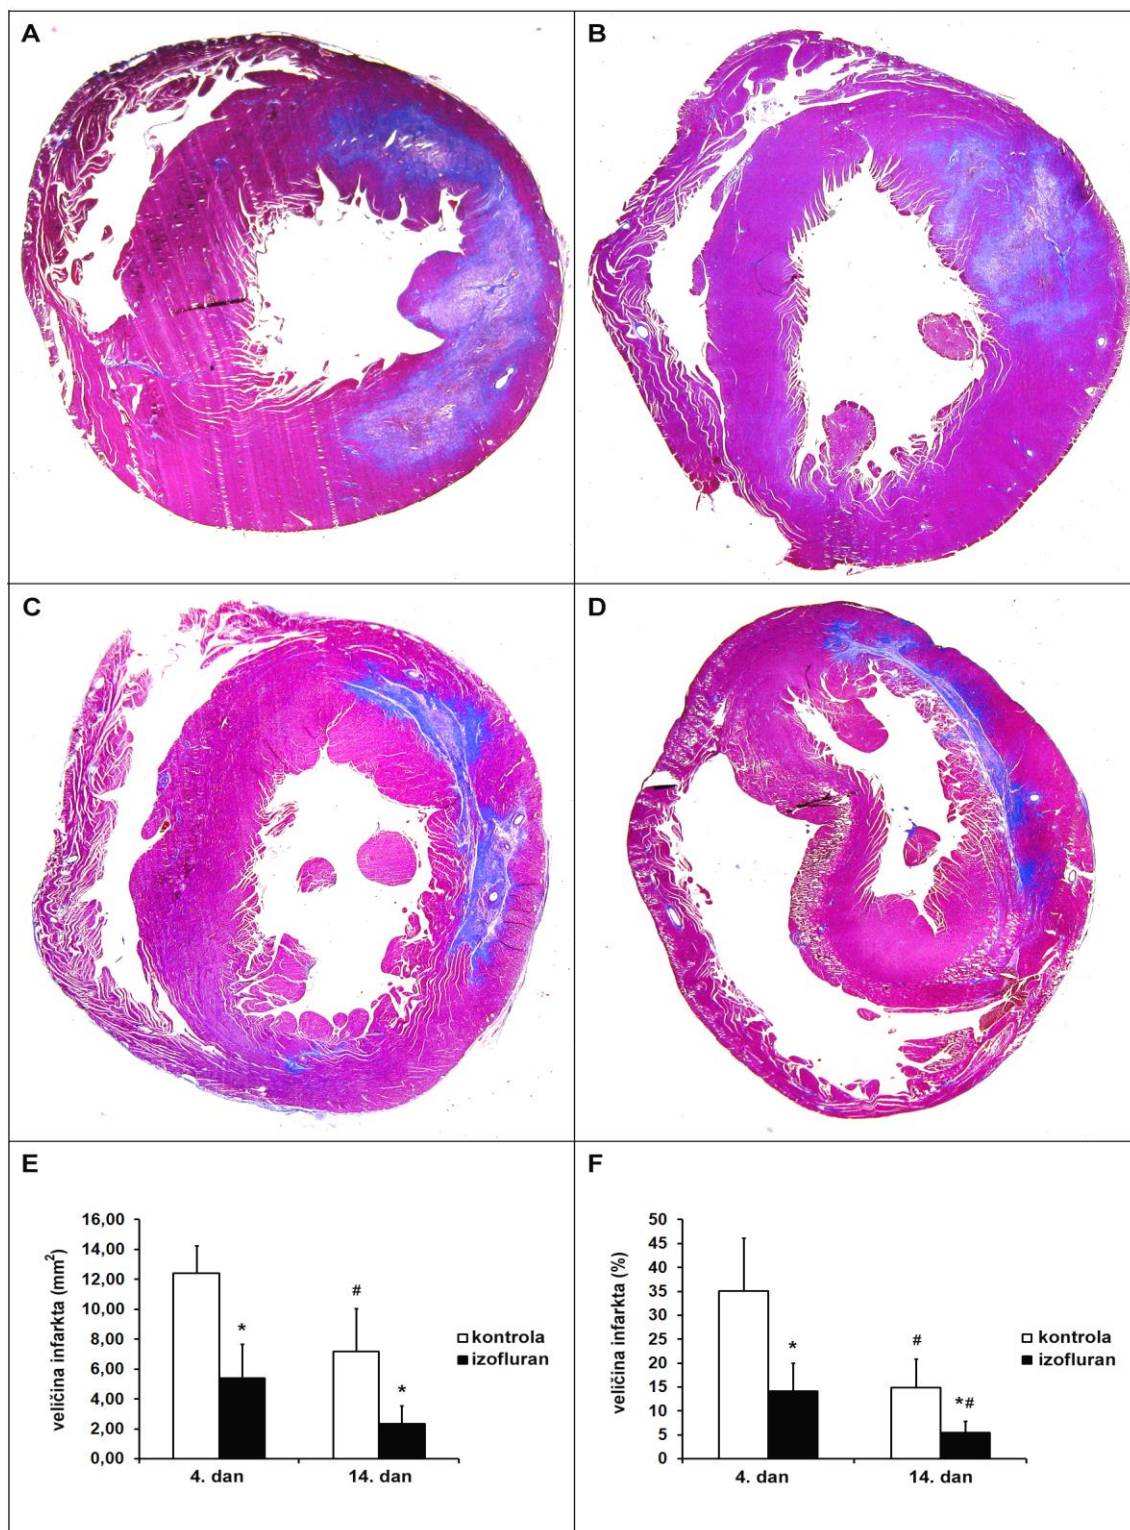 A
B
C
D
E
veličina infarkta (mm²)
16,00
14,00
12,00
10,00
8,00
6,00
4,00
2,00
0,00
*
#
*
4. dan
14. dan
kontrola
izofluran
F
veličina infarkta (%)
50
45
40
35
30
25
20
15
10
5
0
*
#
*#
4. dan
14. dan
kontrola
izofluran